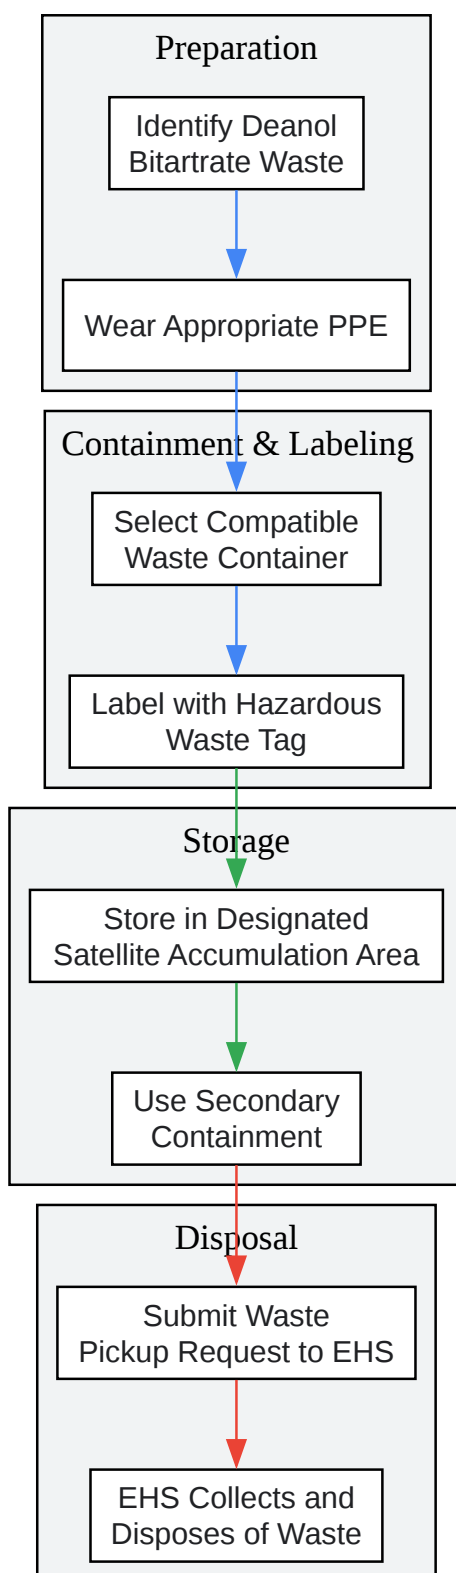 Preparation
Identify Deanol
Bitartrate Waste
Wear Appropriate PPE
Containment & Labeling
Select Compatible
Waste Container
Label with Hazardous
Waste Tag
Storage
Store in Designated
Satellite Accumulation Area
Use Secondary
Containment
Disposal
Submit Waste
Pickup Request to EHS
EHS Collects and
Disposes of Waste